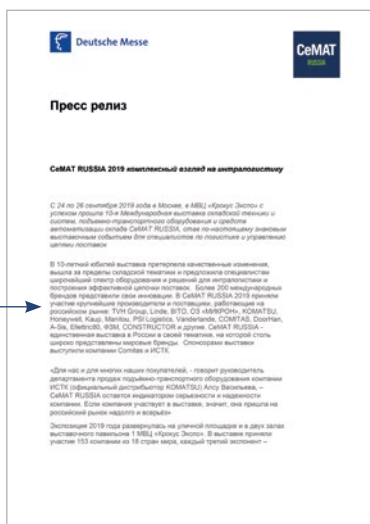 Deutsche Messe
CeMAT
RUSSIA
Пресс релиз
CeMAT RUSSIA 2019 комплексный взгляд на интралогистику
С 24 по 26 сентября 2019 года в Москве, в МВЦ «Крокус Экспо» с
успехом прошла 10-я Международная выставка складской техники и
систем, подъемно-транспортного оборудования и средств
автоматизации склада CeMAT RUSSIA, став по-настоящему знаковым
выставочным событием для специалистов по логистике и управлению
цепями поставок
В 10-летний юбилей выставка претерпела качественные изменения,
вышла за пределы складской тематики и предложила специалистам
широчайший спектр оборудования и решений для интралогистики и
построения эффективной цепочки поставок. Более 200 международных
брендов представили свои инновации. В CeMAT RUSSIA 2019 приняли
участие крупнейшие производители и поставщики, работающие на
российском рынке: TVH Group, Linde, BITO, ОЗ «МИКРОН», KOMATSU,
Honeywell, Kaup, Manitou, PSI Logistics, Vanderlande, COMITAS, DoorHan,
A-Sis, Elettric80, ФЗМ, CONSTRUCTOR и другие. CeMAT RUSSIA -
единственная выставка в России в своей тематике, на которой столь
широко представлены мировые бренды. Спонсорами выставки
выступили компании Comitas и ИСТК.
«Для нас и для многих наших покупателей, - говорит руководитель
департамента продаж подъёмно-транспортного оборудования компании
ИСТК (официальный дистрибьютор KOMATSU) Алсу Васильева, –
CeMAT RUSSIA остается индикатором серьезности и надежности
компании. Если компания участвует в выставке, значит, она пришла на
российский рынок надолго и всерьёз»
Экспозиция 2019 года развернулась на уличной площадке и в двух залах
выставочного павильона 1 МВЦ «Крокус Экспо». В выставке приняли
участие 153 компании из 18 стран мира, каждый третий экспонент –